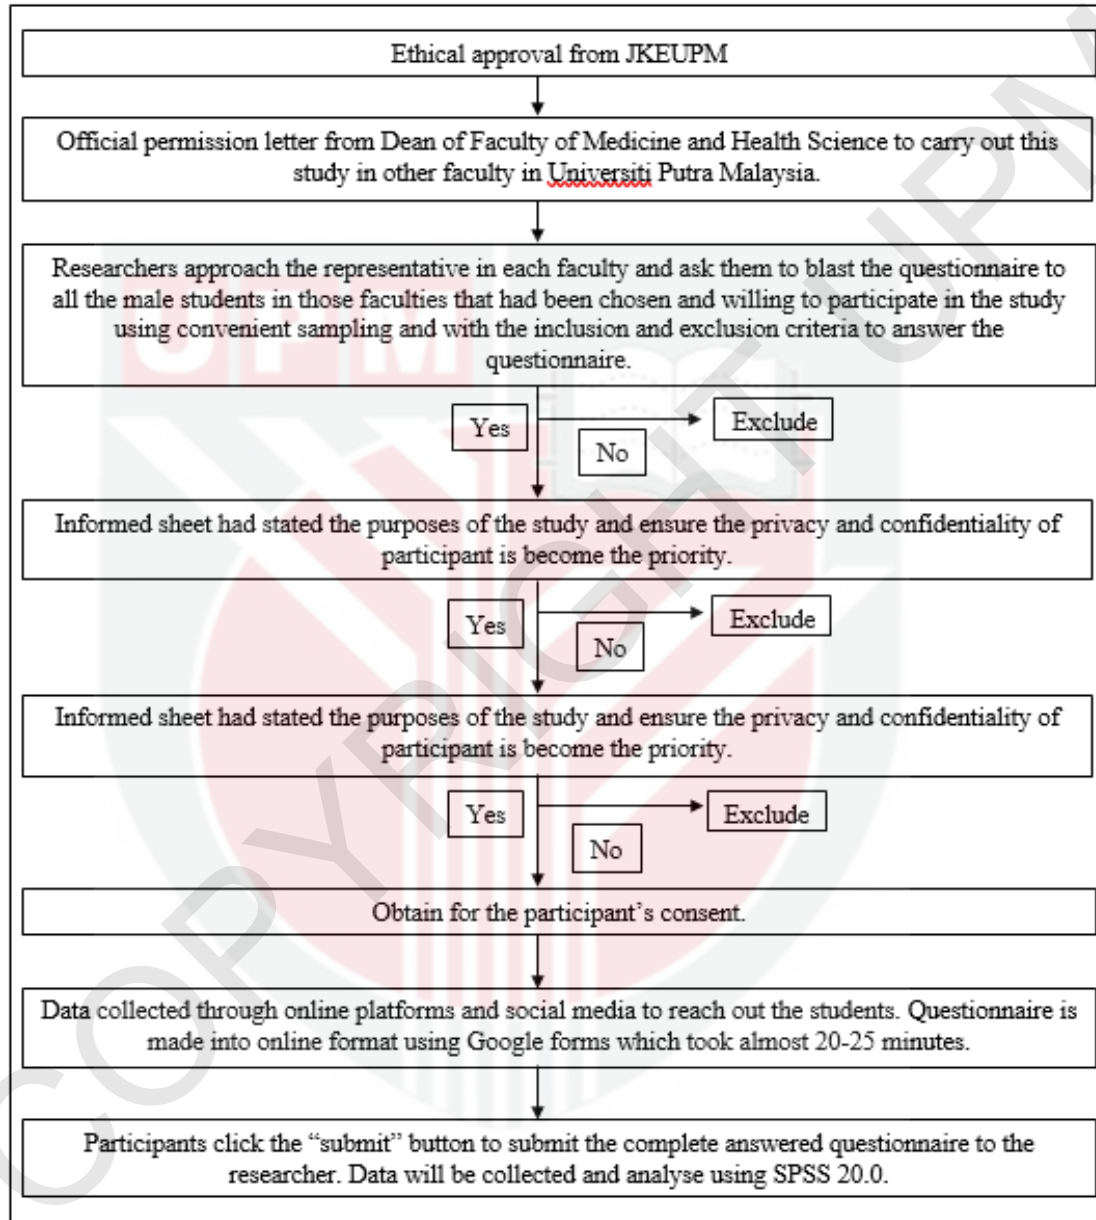 Ethical approval from JKEUPM
Official permission letter from Dean of Faculty of Medicine and Health Science to carry out this
study in other faculty in Universiti Putra Malaysia.
Researchers approach the representative in each faculty and ask them to blast the questionnaire to
all the male students in those faculties that had been chosen and willing to participate in the study
using convenient sampling and with the inclusion and exclusion criteria to answer the
questionnaire.
Yes
No
Exclude
Informed sheet had stated the purposes of the study and ensure the privacy and confidentiality of
participant is become the priority.
Yes
No
Exclude
Informed sheet had stated the purposes of the study and ensure the privacy and confidentiality of
participant is become the priority.
Yes
No
Exclude
Obtain for the participant’s consent.
Data collected through online platforms and social media to reach out the students. Questionnaire is
made into online format using Google forms which took almost 20-25 minutes.
Participants click the “submit” button to submit the complete answered questionnaire to the
researcher. Data will be collected and analyse using SPSS 20.0.
UPM
COPYRIGHT UPM